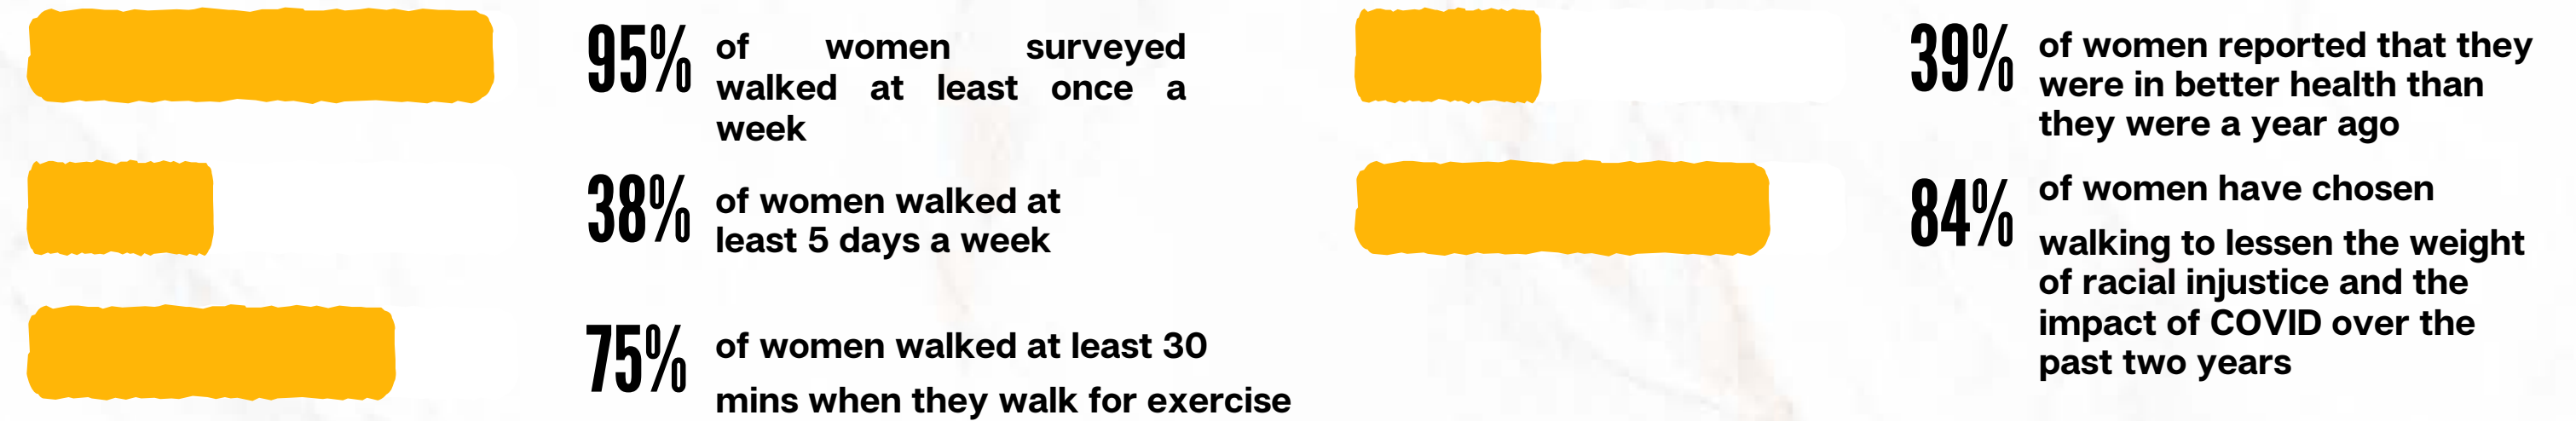 95% of women surveyed
walked at least once a
week
38% of women walked at
least 5 days a week
75% of women walked at least 30
mins when they walk for exercise
39% of women reported that they
were in better health than
they were a year ago
84% of women have chosen
walking to lessen the weight
of racial injustice and the
impact of COVID over the
past two years